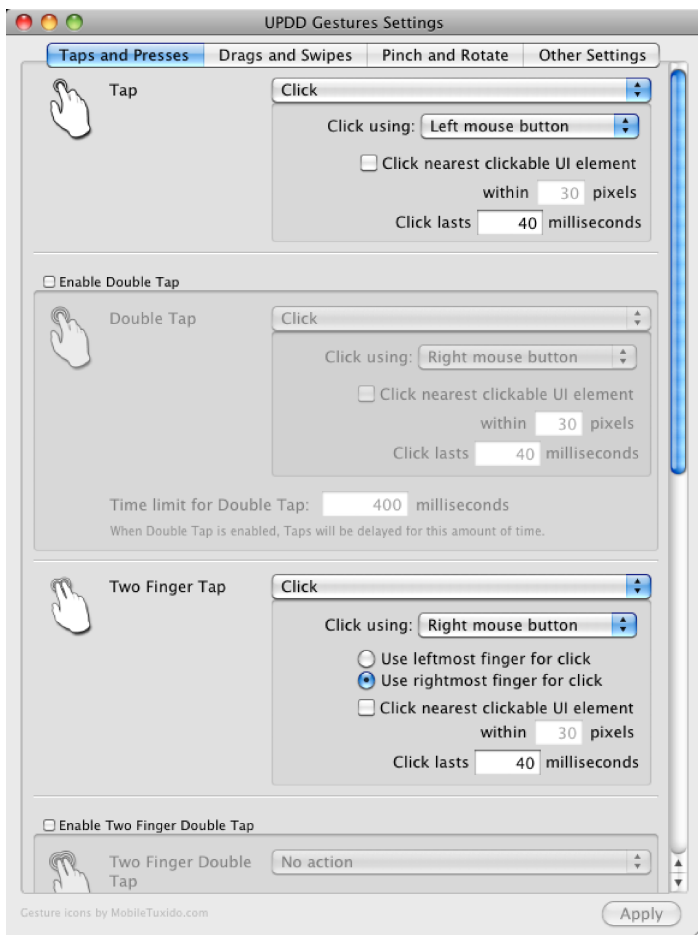 UPDD Gestures Settings
Taps and Presses Drags and Swipes Pinch and Rotate Other Settings
Tap Click
Click using: Left mouse button
Click nearest clickable UI element
within 30 pixels
Click lasts 40 milliseconds
Enable Double Tap
Double Tap Click
Click using: Right mouse button
Click nearest clickable UI element
within 30 pixels
Click lasts 40 milliseconds
Time limit for Double Tap: 400 milliseconds
When Double Tap is enabled, Taps will be delayed for this amount of time.
Two Finger Tap Click
Click using: Right mouse button
Use leftmost finger for click
Use rightmost finger for click
Click nearest clickable UI element
within 30 pixels
Click lasts 40 milliseconds
Enable Two Finger Double Tap
Two Finger Double No action
Tap
Gesture icons by MobileTuxido.com Apply